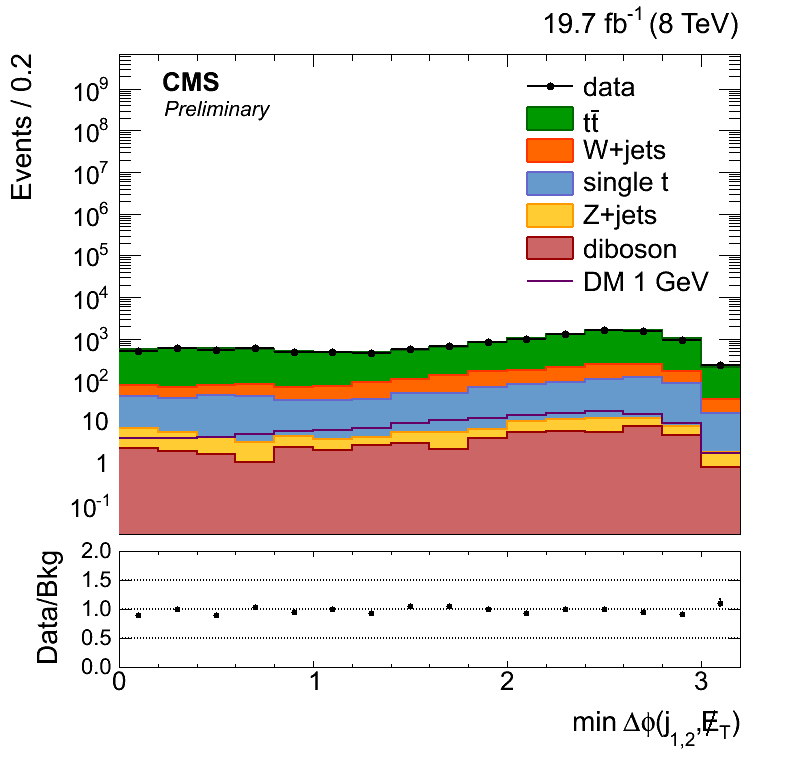 19.7 fb⁻¹ (8 TeV)
Events / 0.2
CMS
Preliminary
data
tt̄
W+jets
single t
Z+jets
diboson
DM 1 GeV
10⁹
10⁸
10⁷
10⁶
10⁵
10⁴
10³
10²
10
1
10⁻¹
Data/Bkg
2.0
1.5
1.0
0.5
0.0
0 1 2 3
min Δϕ(j₁,₂,E̸_T)